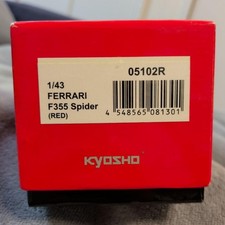 05102R
1/43
FERRARI
F355 Spider
(RED)
4 548565 081301
KYOSHO